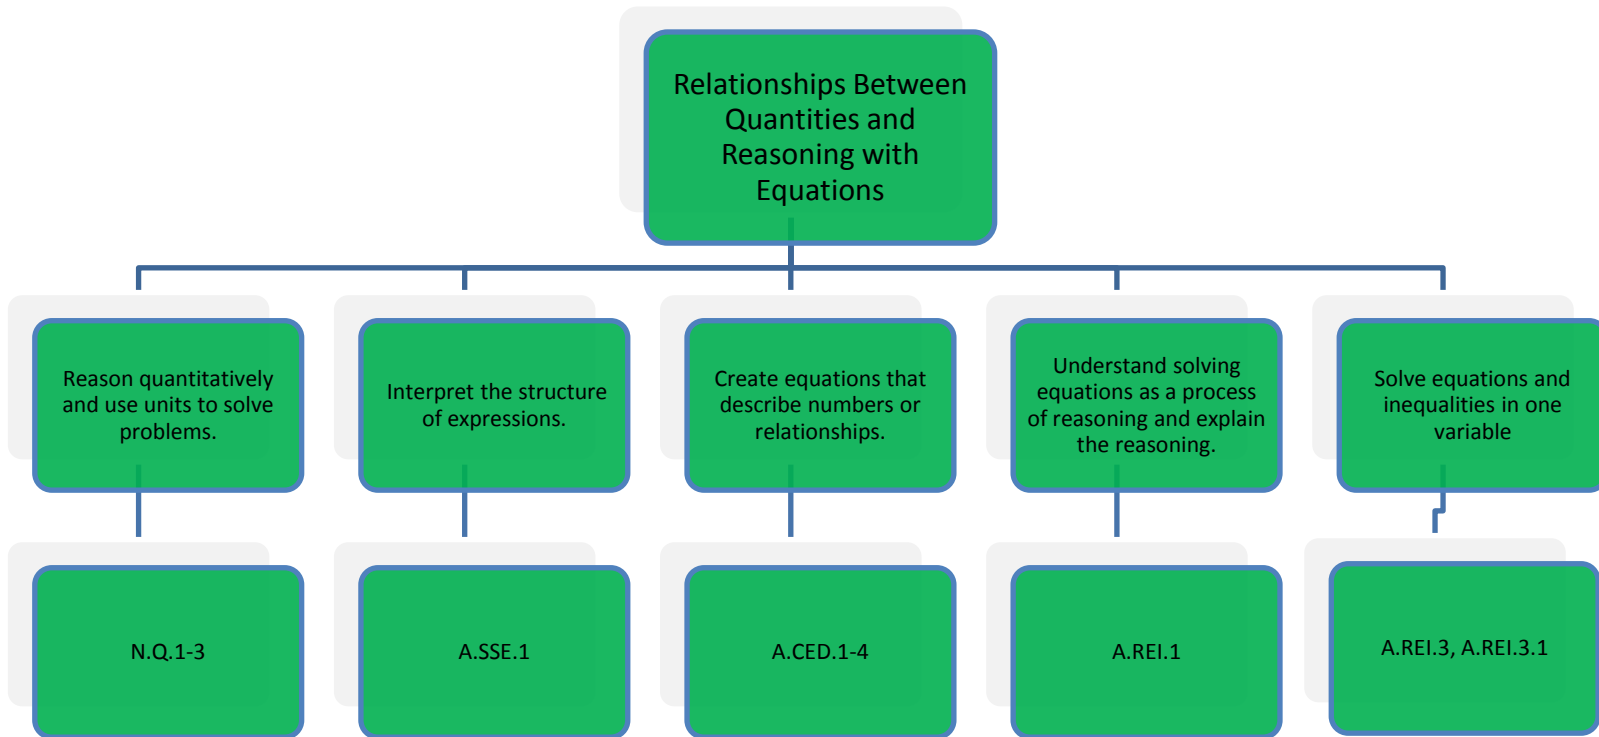 Relationships Between
Quantities and
Reasoning with
Equations
Reason quantitatively
and use units to solve
problems.
Interpret the structure
of expressions.
Create equations that
describe numbers or
relationships.
Understand solving
equations as a process
of reasoning and explain
the reasoning.
Solve equations and
inequalities in one
variable
N.Q.1-3
A.SSE.1
A.CED.1-4
A.REI.1
A.REI.3, A.REI.3.1